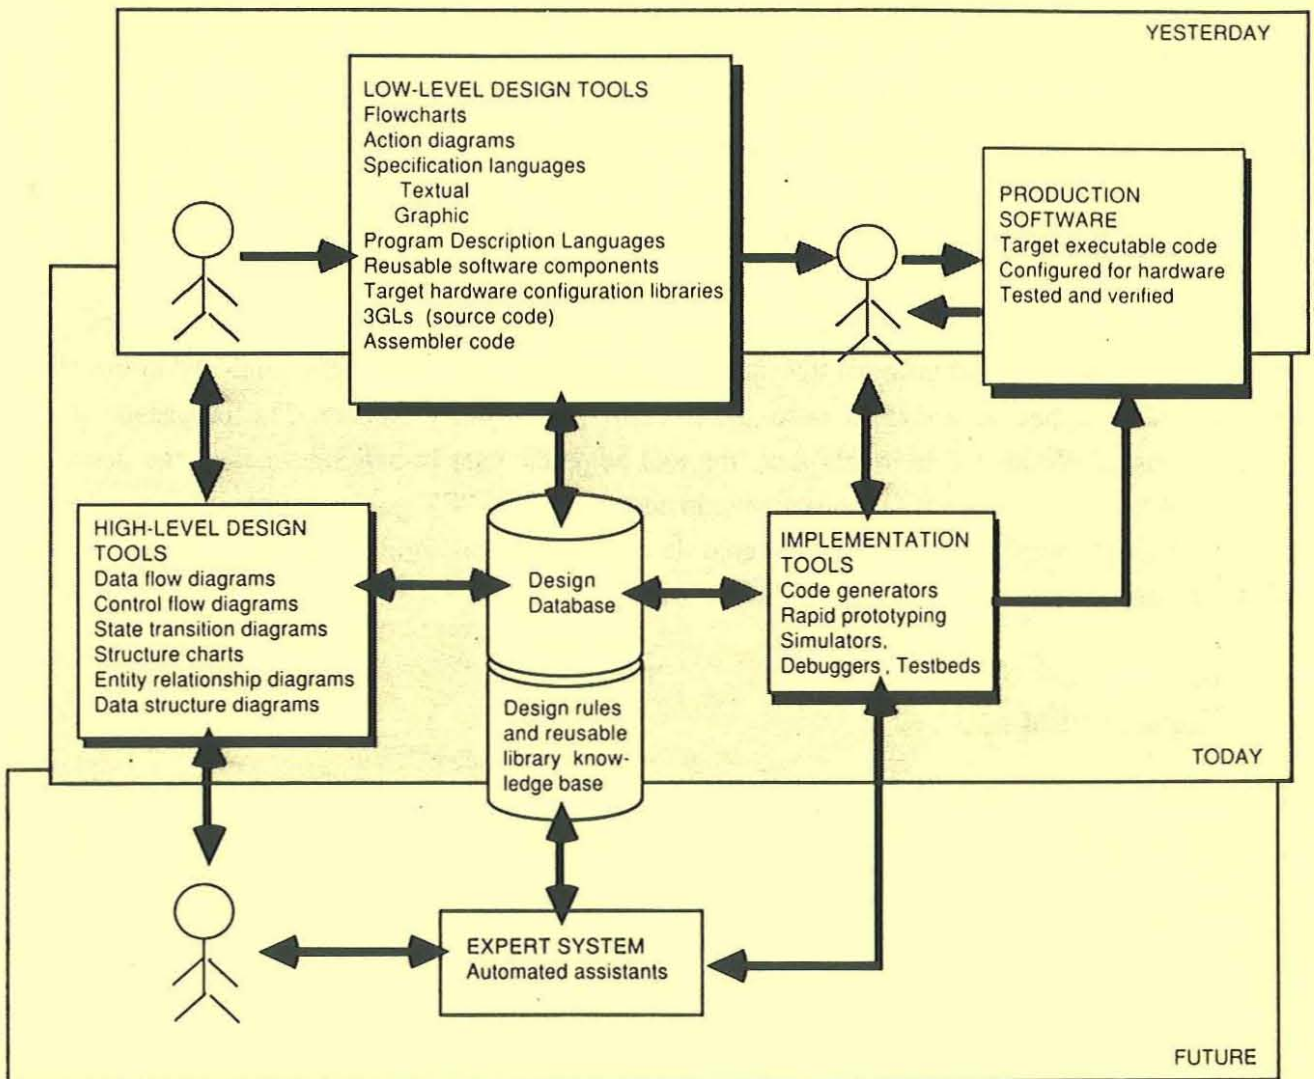 YESTERDAY
LOW-LEVEL DESIGN TOOLS
Flowcharts
Action diagrams
Specification languages
Textual
Graphic
Program Description Languages
Reusable software components
Target hardware configuration libraries
3GLs (source code)
Assembler code
PRODUCTION
SOFTWARE
Target executable code
Configured for hardware
Tested and verified
HIGH-LEVEL DESIGN
TOOLS
Data flow diagrams
Control flow diagrams
State transition diagrams
Structure charts
Entity relationship diagrams
Data structure diagrams
Design
Database
Design rules
and reusable
library know-
ledge base
IMPLEMENTATION
TOOLS
Code generators
Rapid prototyping
Simulators,
Debuggers, Testbeds
TODAY
EXPERT SYSTEM
Automated assistants
FUTURE